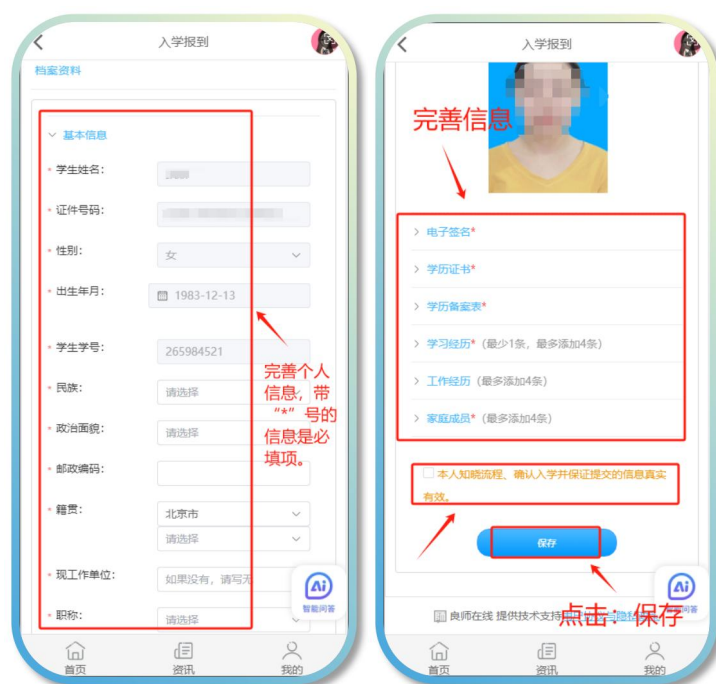 入学报到
档案资料
基本信息
* 学生姓名:
* 证件号码:
* 性别:
女
* 出生年月:
1983-12-13
* 学生学号:
265984521
* 民族:
请选择
* 政治面貌:
请选择
* 邮政编码:
* 籍贯:
北京市
请选择
* 现工作单位:
如果没有,请写无
* 职称:
请选择
完善个人
信息,带
“*”号的
信息是必
填项。
Ai
智能问答
首页
资讯
我的
入学报到
完善信息
> 电子签名*
> 学历证书*
> 学历备案表*
> 学习经历* (最少1条,最多添加4条)
> 工作经历 (最多添加4条)
> 家庭成员* (最多添加4条)
本人知晓流程、确认入学并保证提交的信息真实
有效。
保存
Ai
良师在线 提供技术支持
点击:保存
首页
资讯
我的